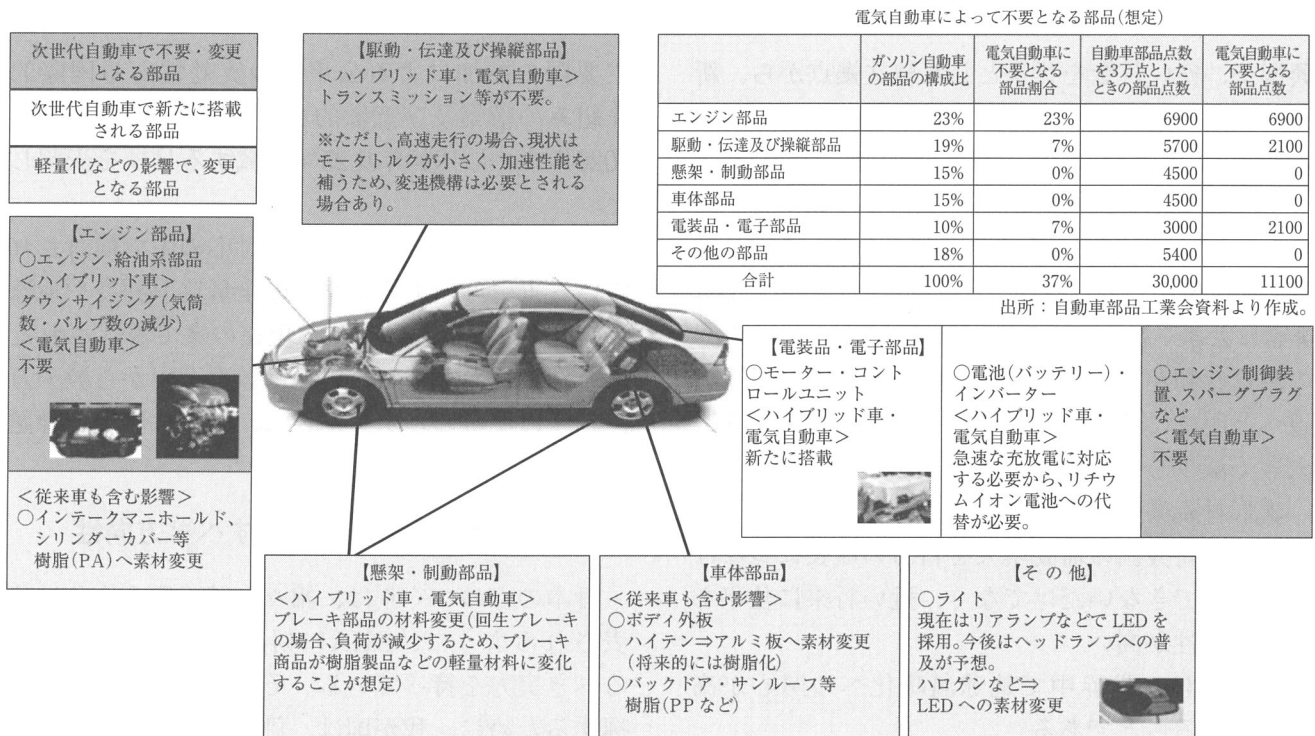 電気自動車によって不要となる部品(想定)
次世代自動車で不要・変更
となる部品
次世代自動車で新たに搭載
される部品
軽量化などの影響で、変更
となる部品
【駆動・伝達及び操縦部品】
<ハイブリッド車・電気自動車>
トランスミッション等が不要。
※ただし、高速走行の場合、現状は
モータトルクが小さく、加速性能を
補うため、変速機構は必要とされる
場合あり。
ガソリン自動車
の部品の構成比
電気自動車に
不要となる
部品割合
自動車部品点数
を3万点とした
ときの部品点数
電気自動車に
不要となる
部品点数
エンジン部品 23% 23% 6900 6900
駆動・伝達及び操縦部品 19% 7% 5700 2100
懸架・制動部品 15% 0% 4500 0
車体部品 15% 0% 4500 0
電装品・電子部品 10% 7% 3000 2100
その他の部品 18% 0% 5400 0
合計 100% 37% 30,000 11100
出所:自動車部品工業会資料より作成。
【エンジン部品】
○エンジン、給油系部品
<ハイブリッド車>
ダウンサイジング(気筒
数・バルブ数の減少)
<電気自動車>
不要
<従来車も含む影響>
○インテークマニホールド、
シリンダーカバー等
樹脂(PA)へ素材変更
【電装品・電子部品】
○モーター・コント
ロールユニット
<ハイブリッド車・
電気自動車>
新たに搭載
○電池(バッテリー)・
インバーター
<ハイブリッド車・
電気自動車>
急速な充放電に対応
する必要から、リチウ
ムイオン電池への代
替が必要。
○エンジン制御装
置、スパーグプラグ
など
<電気自動車>
不要
【懸架・制動部品】
<ハイブリッド車・電気自動車>
ブレーキ部品の材料変更(回生ブレーキ
の場合、負荷が減少するため、ブレーキ
商品が樹脂製品などの軽量材料に変化
することが想定)
【車体部品】
<従来車も含む影響>
○ボディ外板
ハイテン⇒アルミ板へ素材変更
(将来的には樹脂化)
○バックドア・サンルーフ等
樹脂(PPなど)
【その他】
○ライト
現在はリアランプなどでLEDを
採用。今後はヘッドランプへの普
及が予想。
ハロゲンなど⇒
LEDへの素材変更